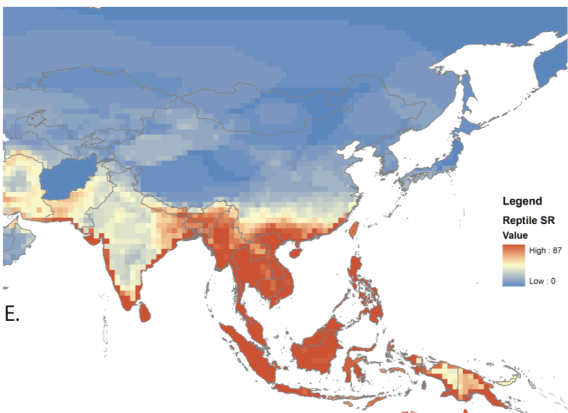 Legend
Reptile SR
Value
High : 87
Low : 0
E.